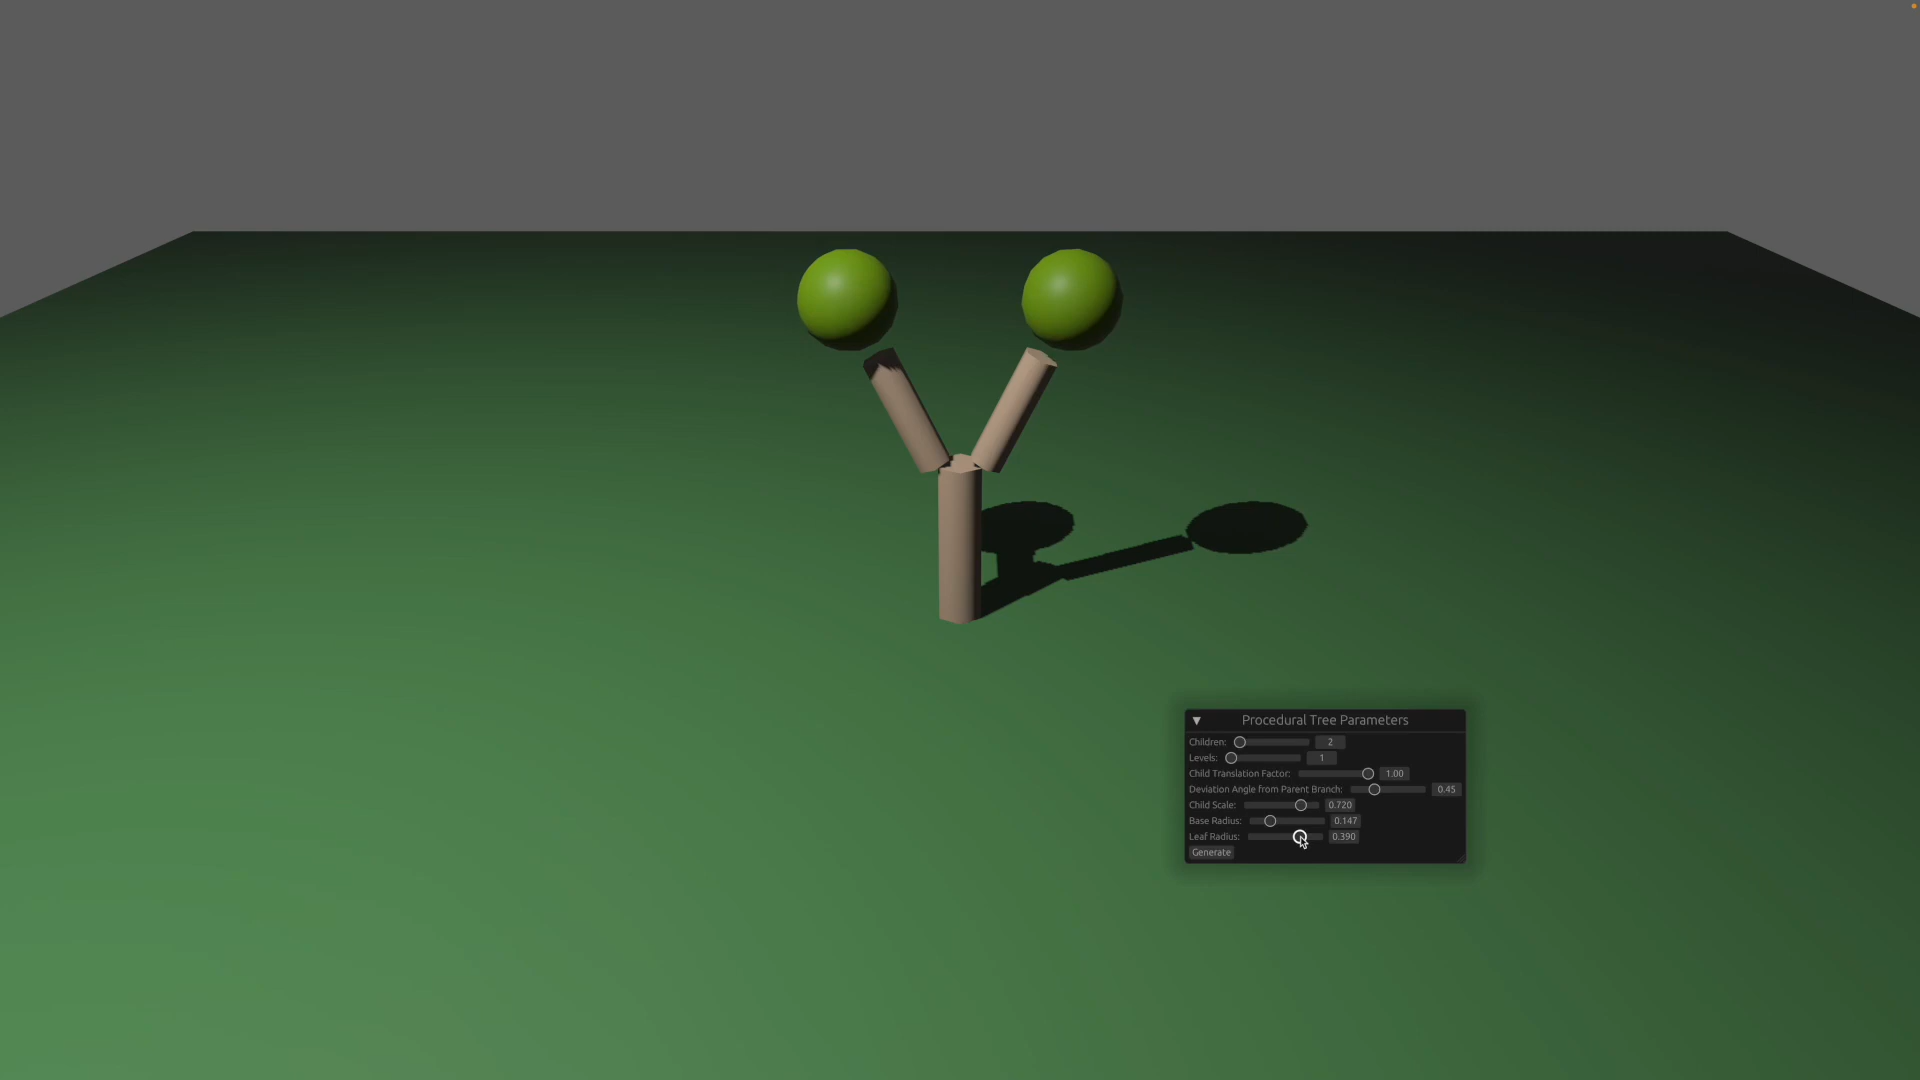 Procedural Tree Parameters
Children: 2
Levels: 1
Child Translation Factor: 1.00
Deviation Angle from Parent Branch: 0.45
Child Scale: 0.720
Base Radius: 0.147
Leaf Radius: 0.390
Generate